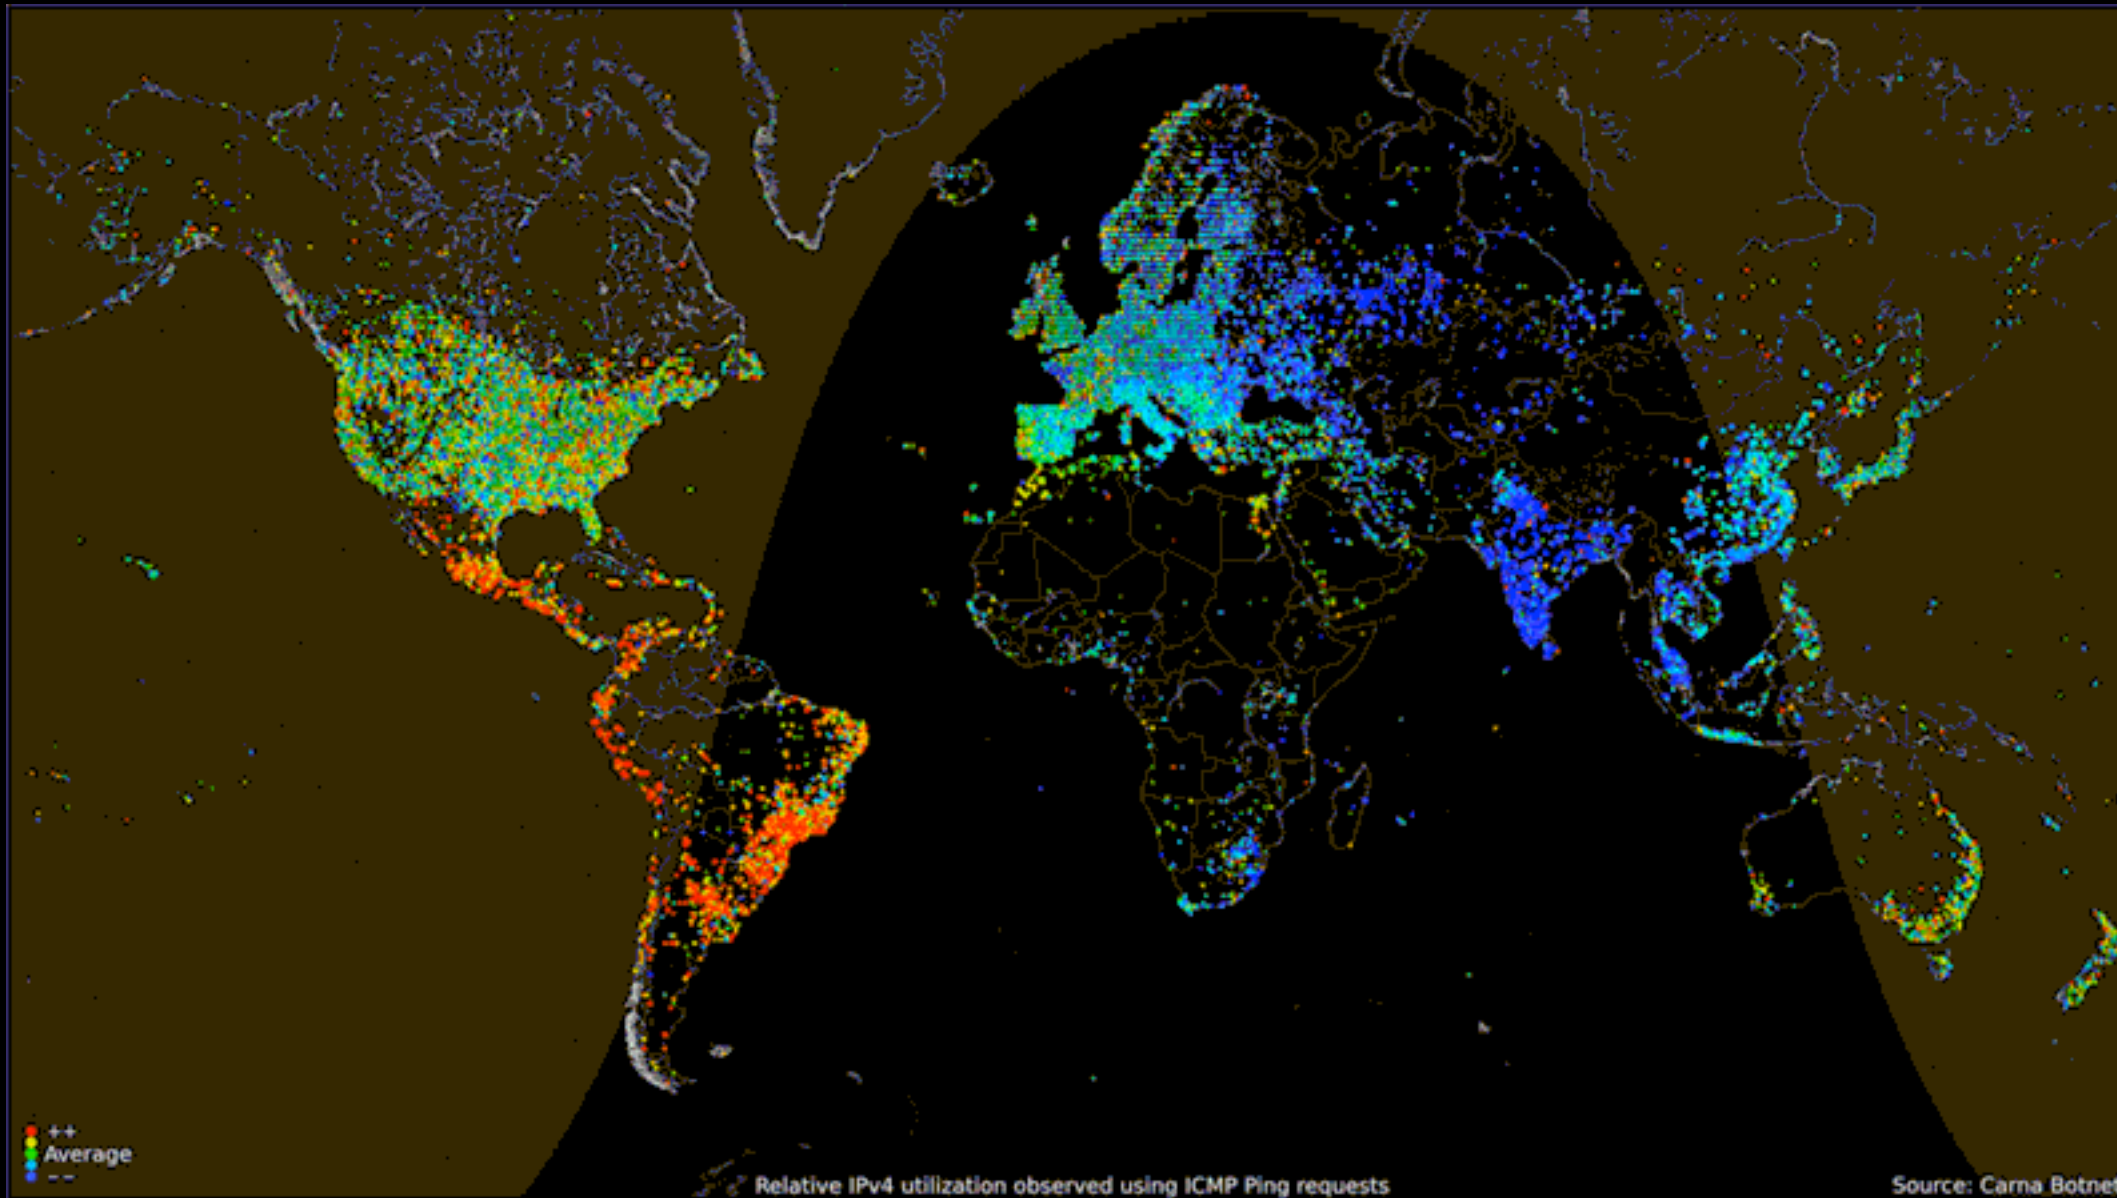 ++
Average
--
Relative IPv4 utilization observed using ICMP Ping requests
Source: Carna Botnet